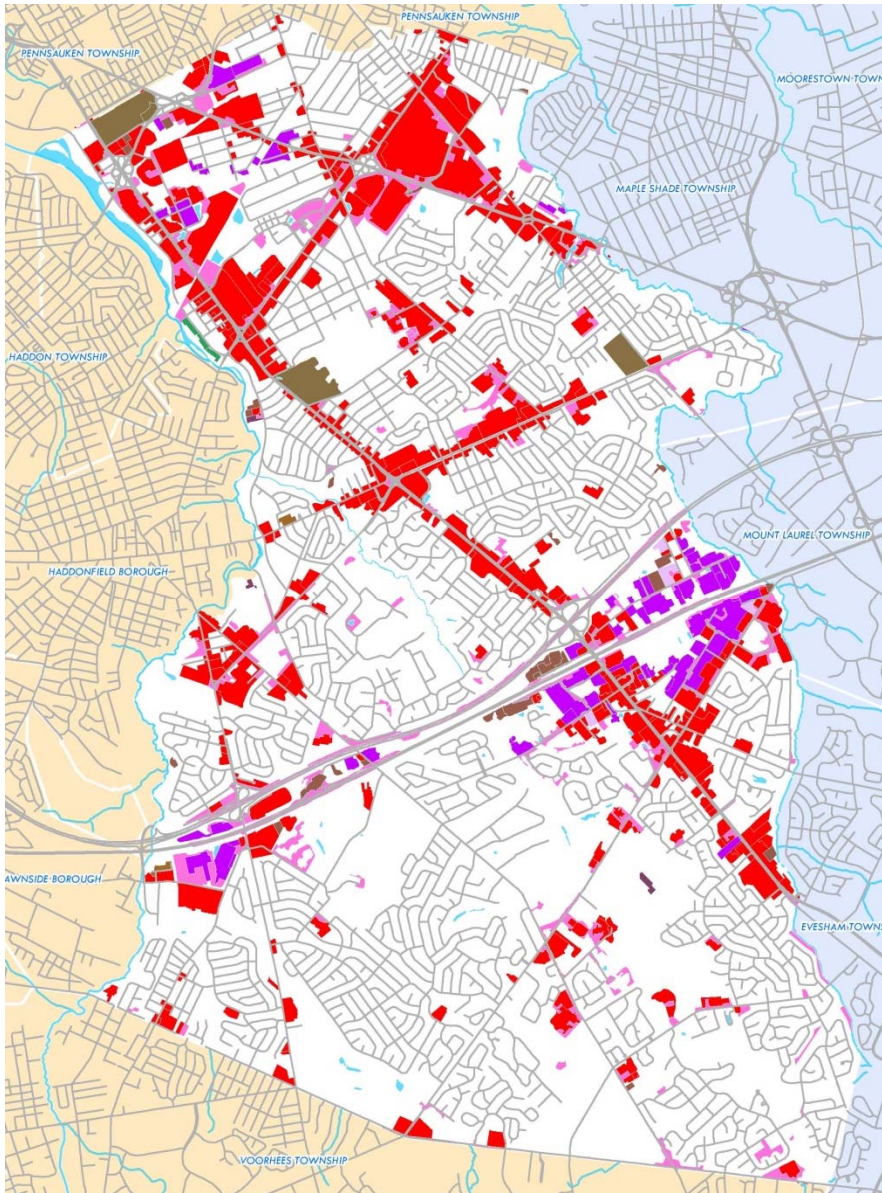 PENNSAUKEN TOWNSHIP
PENNSAUKEN TOWNSHIP
MOORESTOWN TOWN
MAPLE SHADE TOWNSHIP
HADDON TOWNSHIP
MOUNT LAUREL TOWNSHIP
HADDONFIELD BOROUGH
AWNSIDE BOROUGH
EVESHAM TOWNS
VOORHEES TOWNSHIP